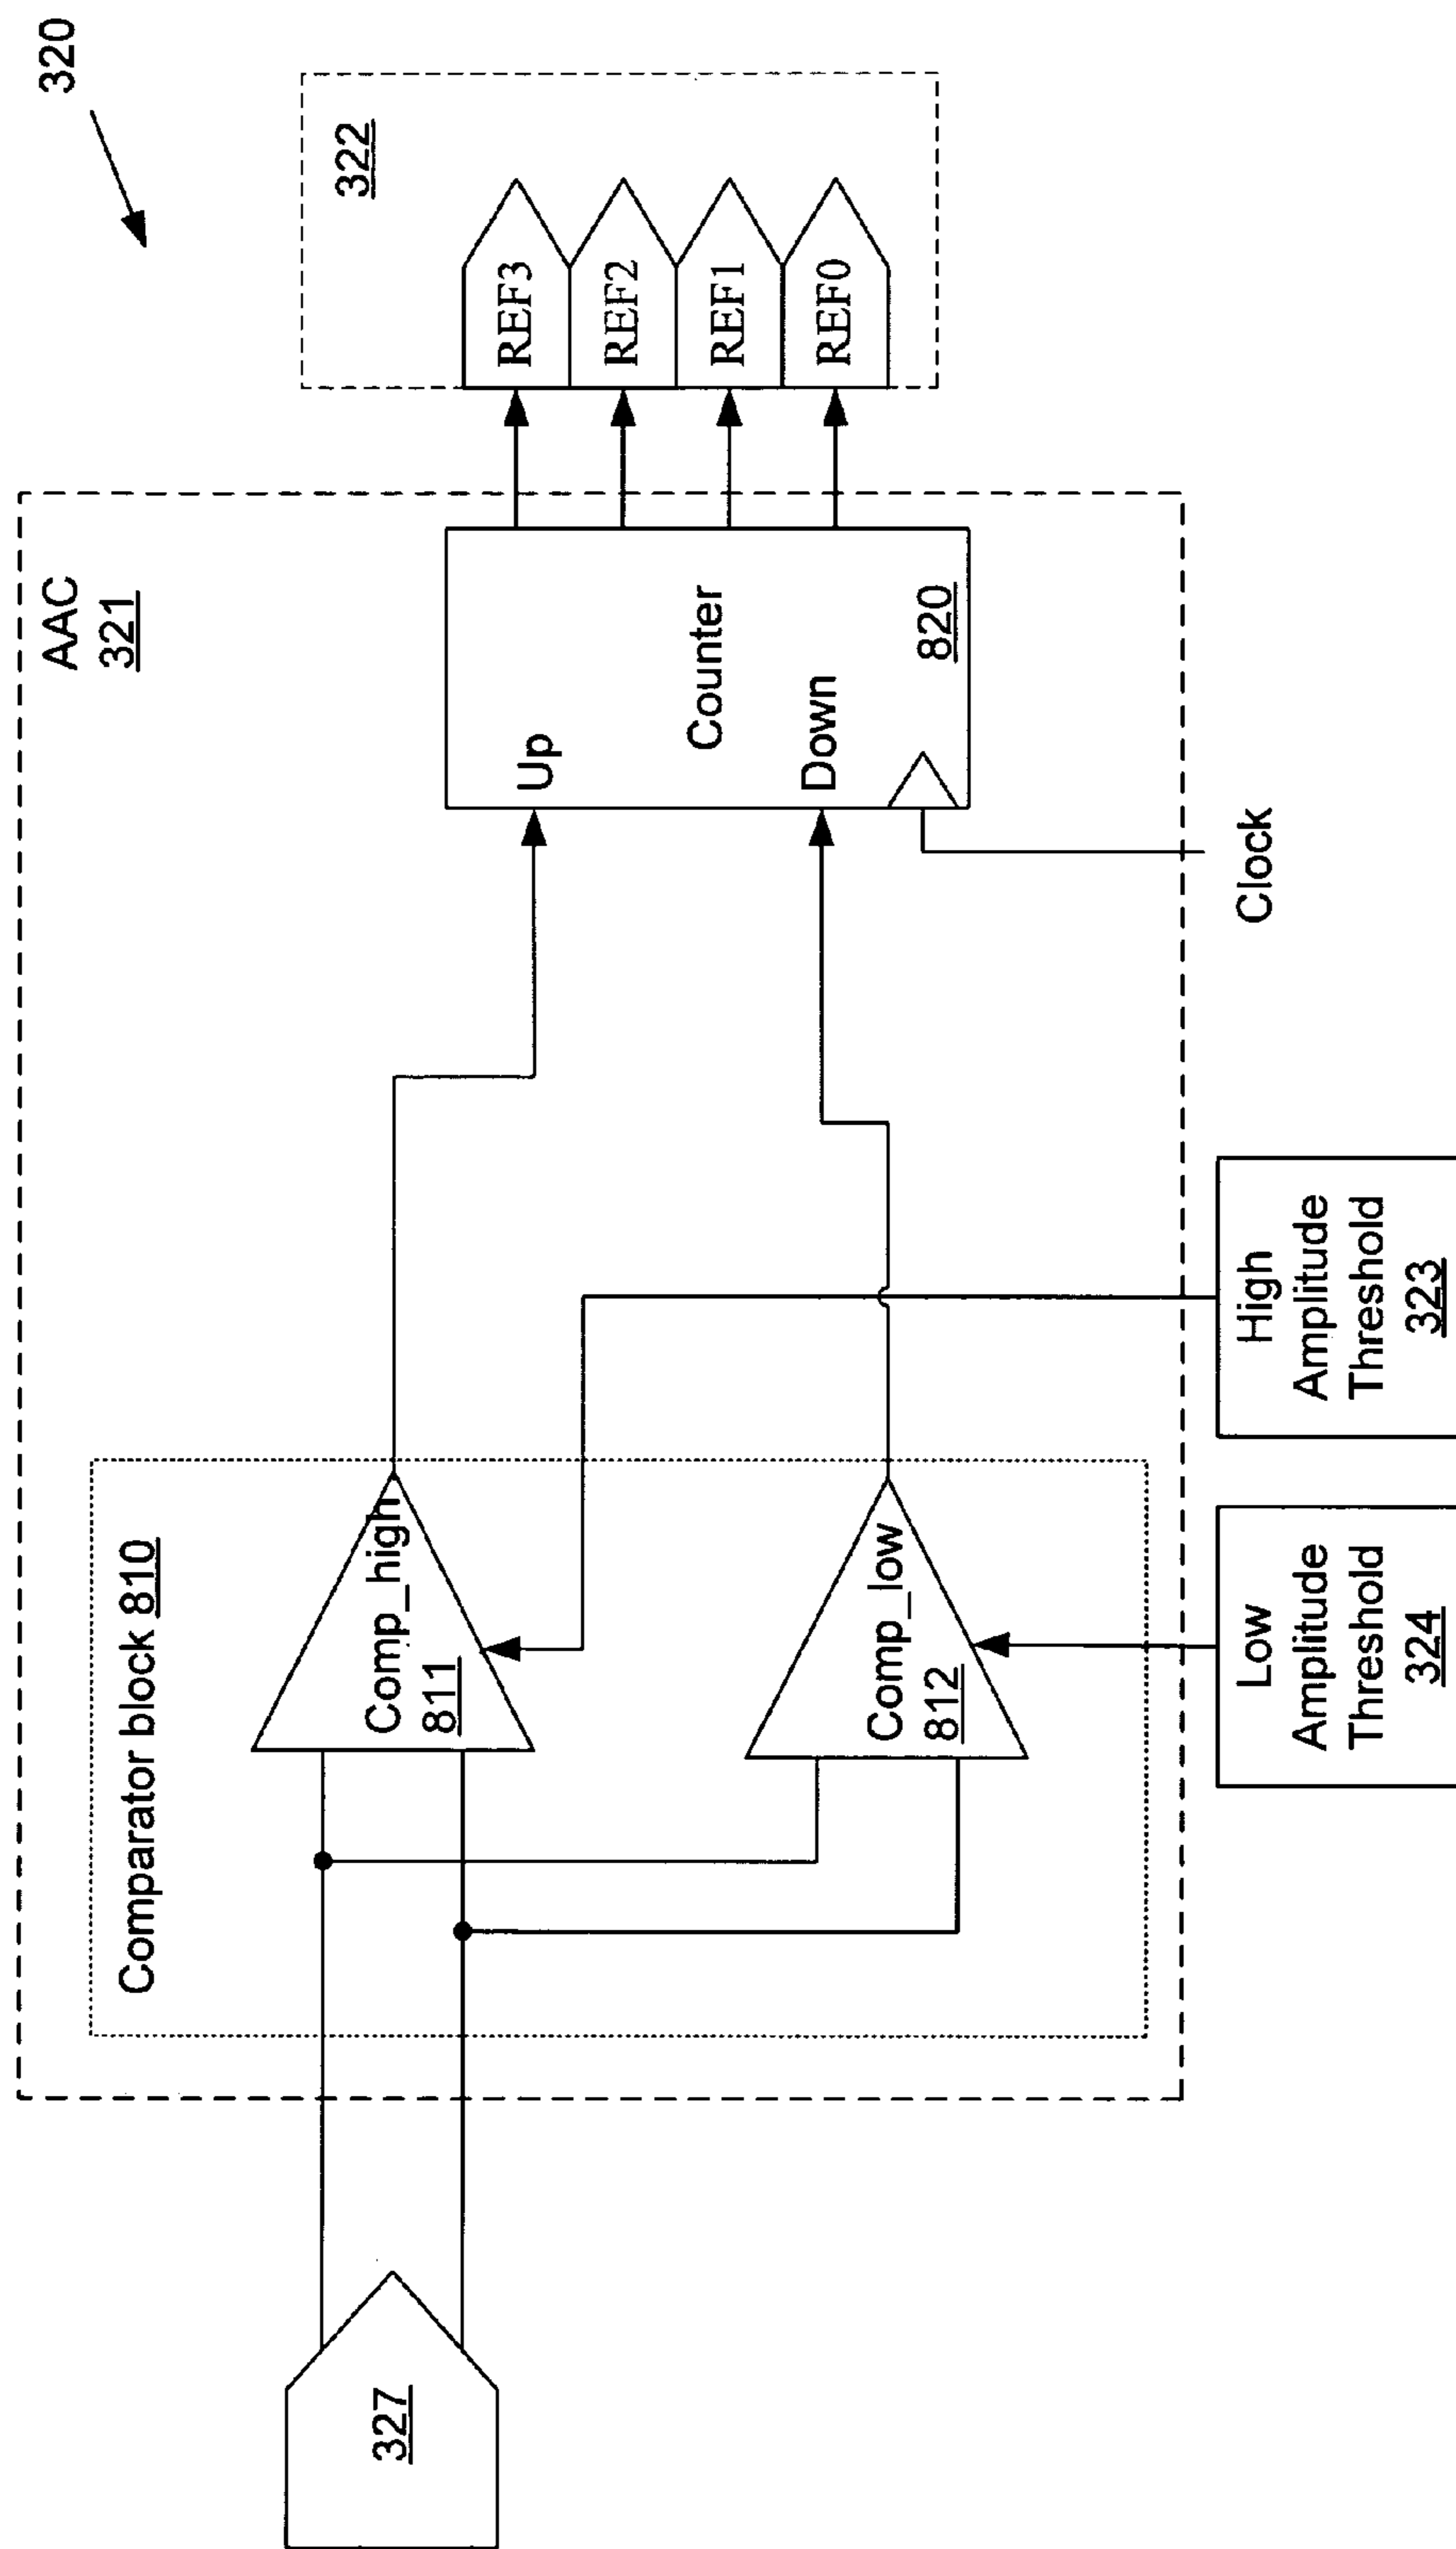 320
AAC
321
322
Comparator block 810
Comp_high
811
Up
REF3
REF2
REF1
REF0
Counter
Down
820
327
Comp_low
812
Clock
Low
Amplitude
Threshold
324
High
Amplitude
Threshold
323